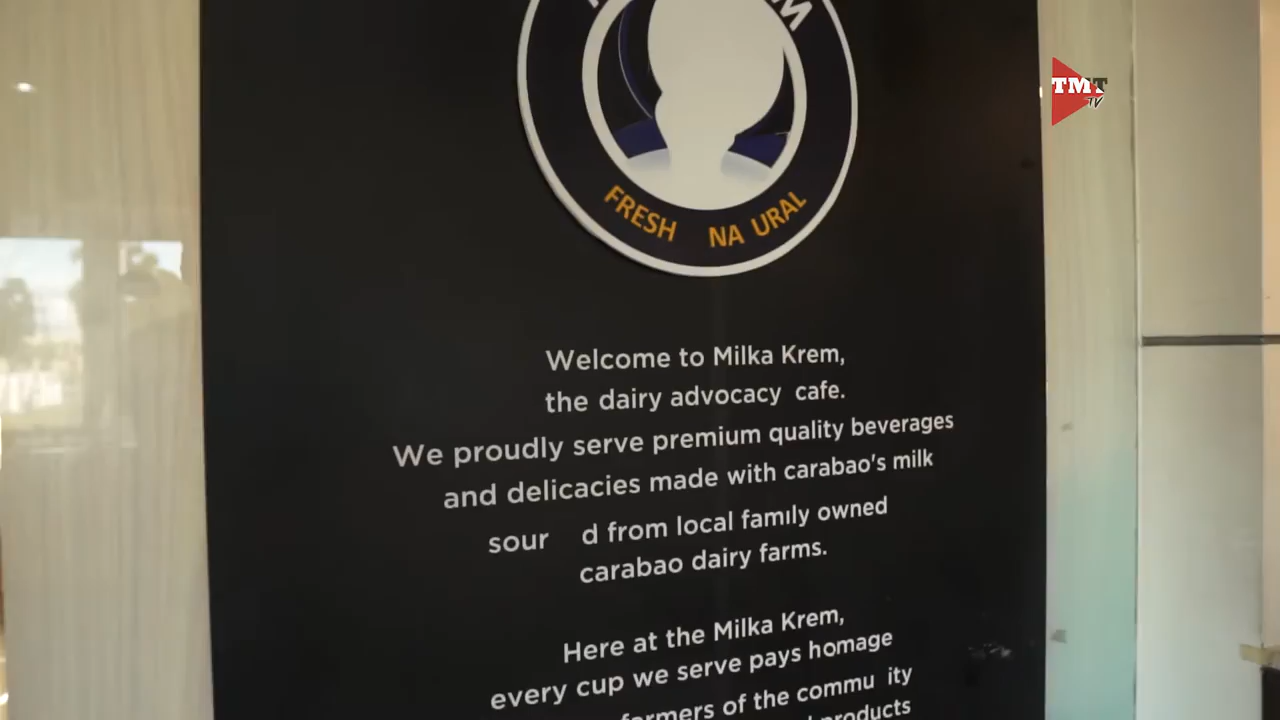 TMT
TV
FRESH NA URAL
Welcome to Milka Krem,
the dairy advocacy cafe.
We proudly serve premium quality beverages
and delicacies made with carabao's milk
sour d from local family owned
carabao dairy farms.
Here at the Milka Krem,
every cup we serve pays homage
farmers of the commu ity
products